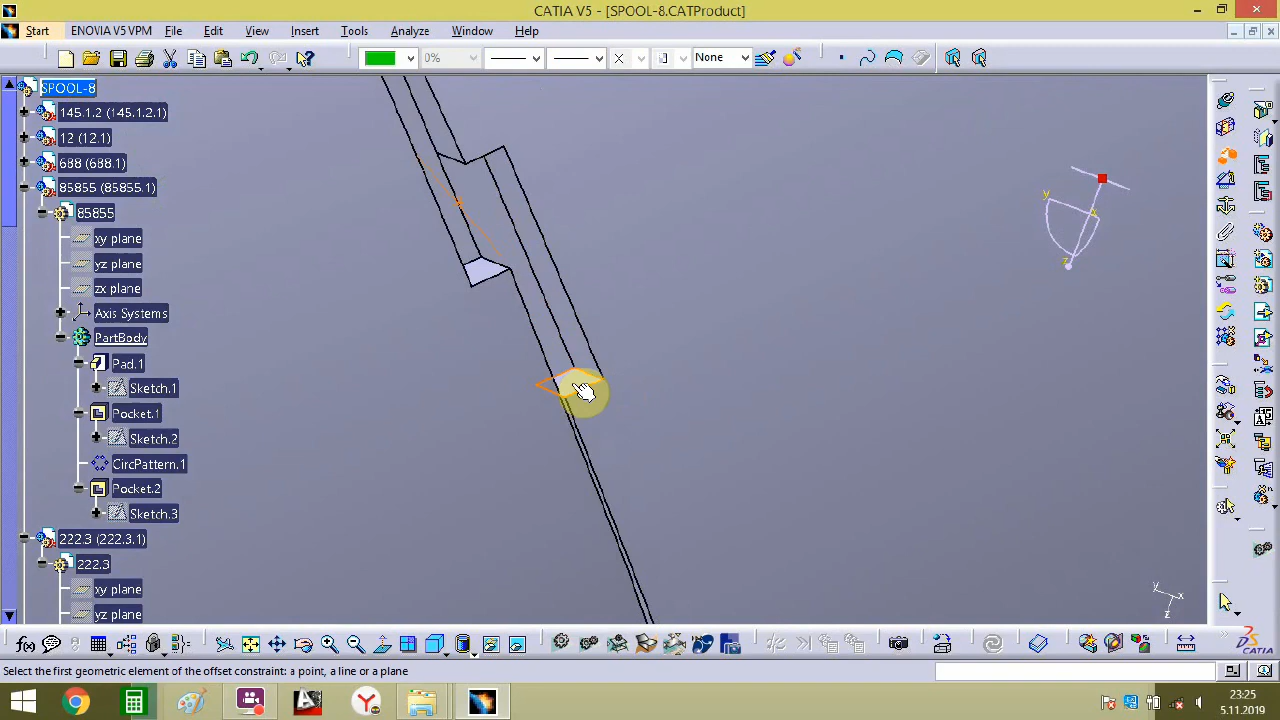 CATIA V5 - [SPOOL-8.CATProduct]
Start ENOVIA V5 VPM File Edit View Insert Tools Analyze Window Help
0% None
SPOOL-8
145.1.2 (145.1.2.1)
12 (12.1)
688 (688.1)
85855 (85855.1)
85855
xy plane
yz plane
zx plane
Axis Systems
PartBody
Pad.1
Sketch.1
Pocket.1
Sketch.2
CircPattern.1
Pocket.2
Sketch.3
222.3 (222.3.1)
222.3
xy plane
yz plane
y
x
z
y
x
z
Select the first geometric element of the offset constraint: a point, a line or a plane
CATIA
23:25
5.11.2019